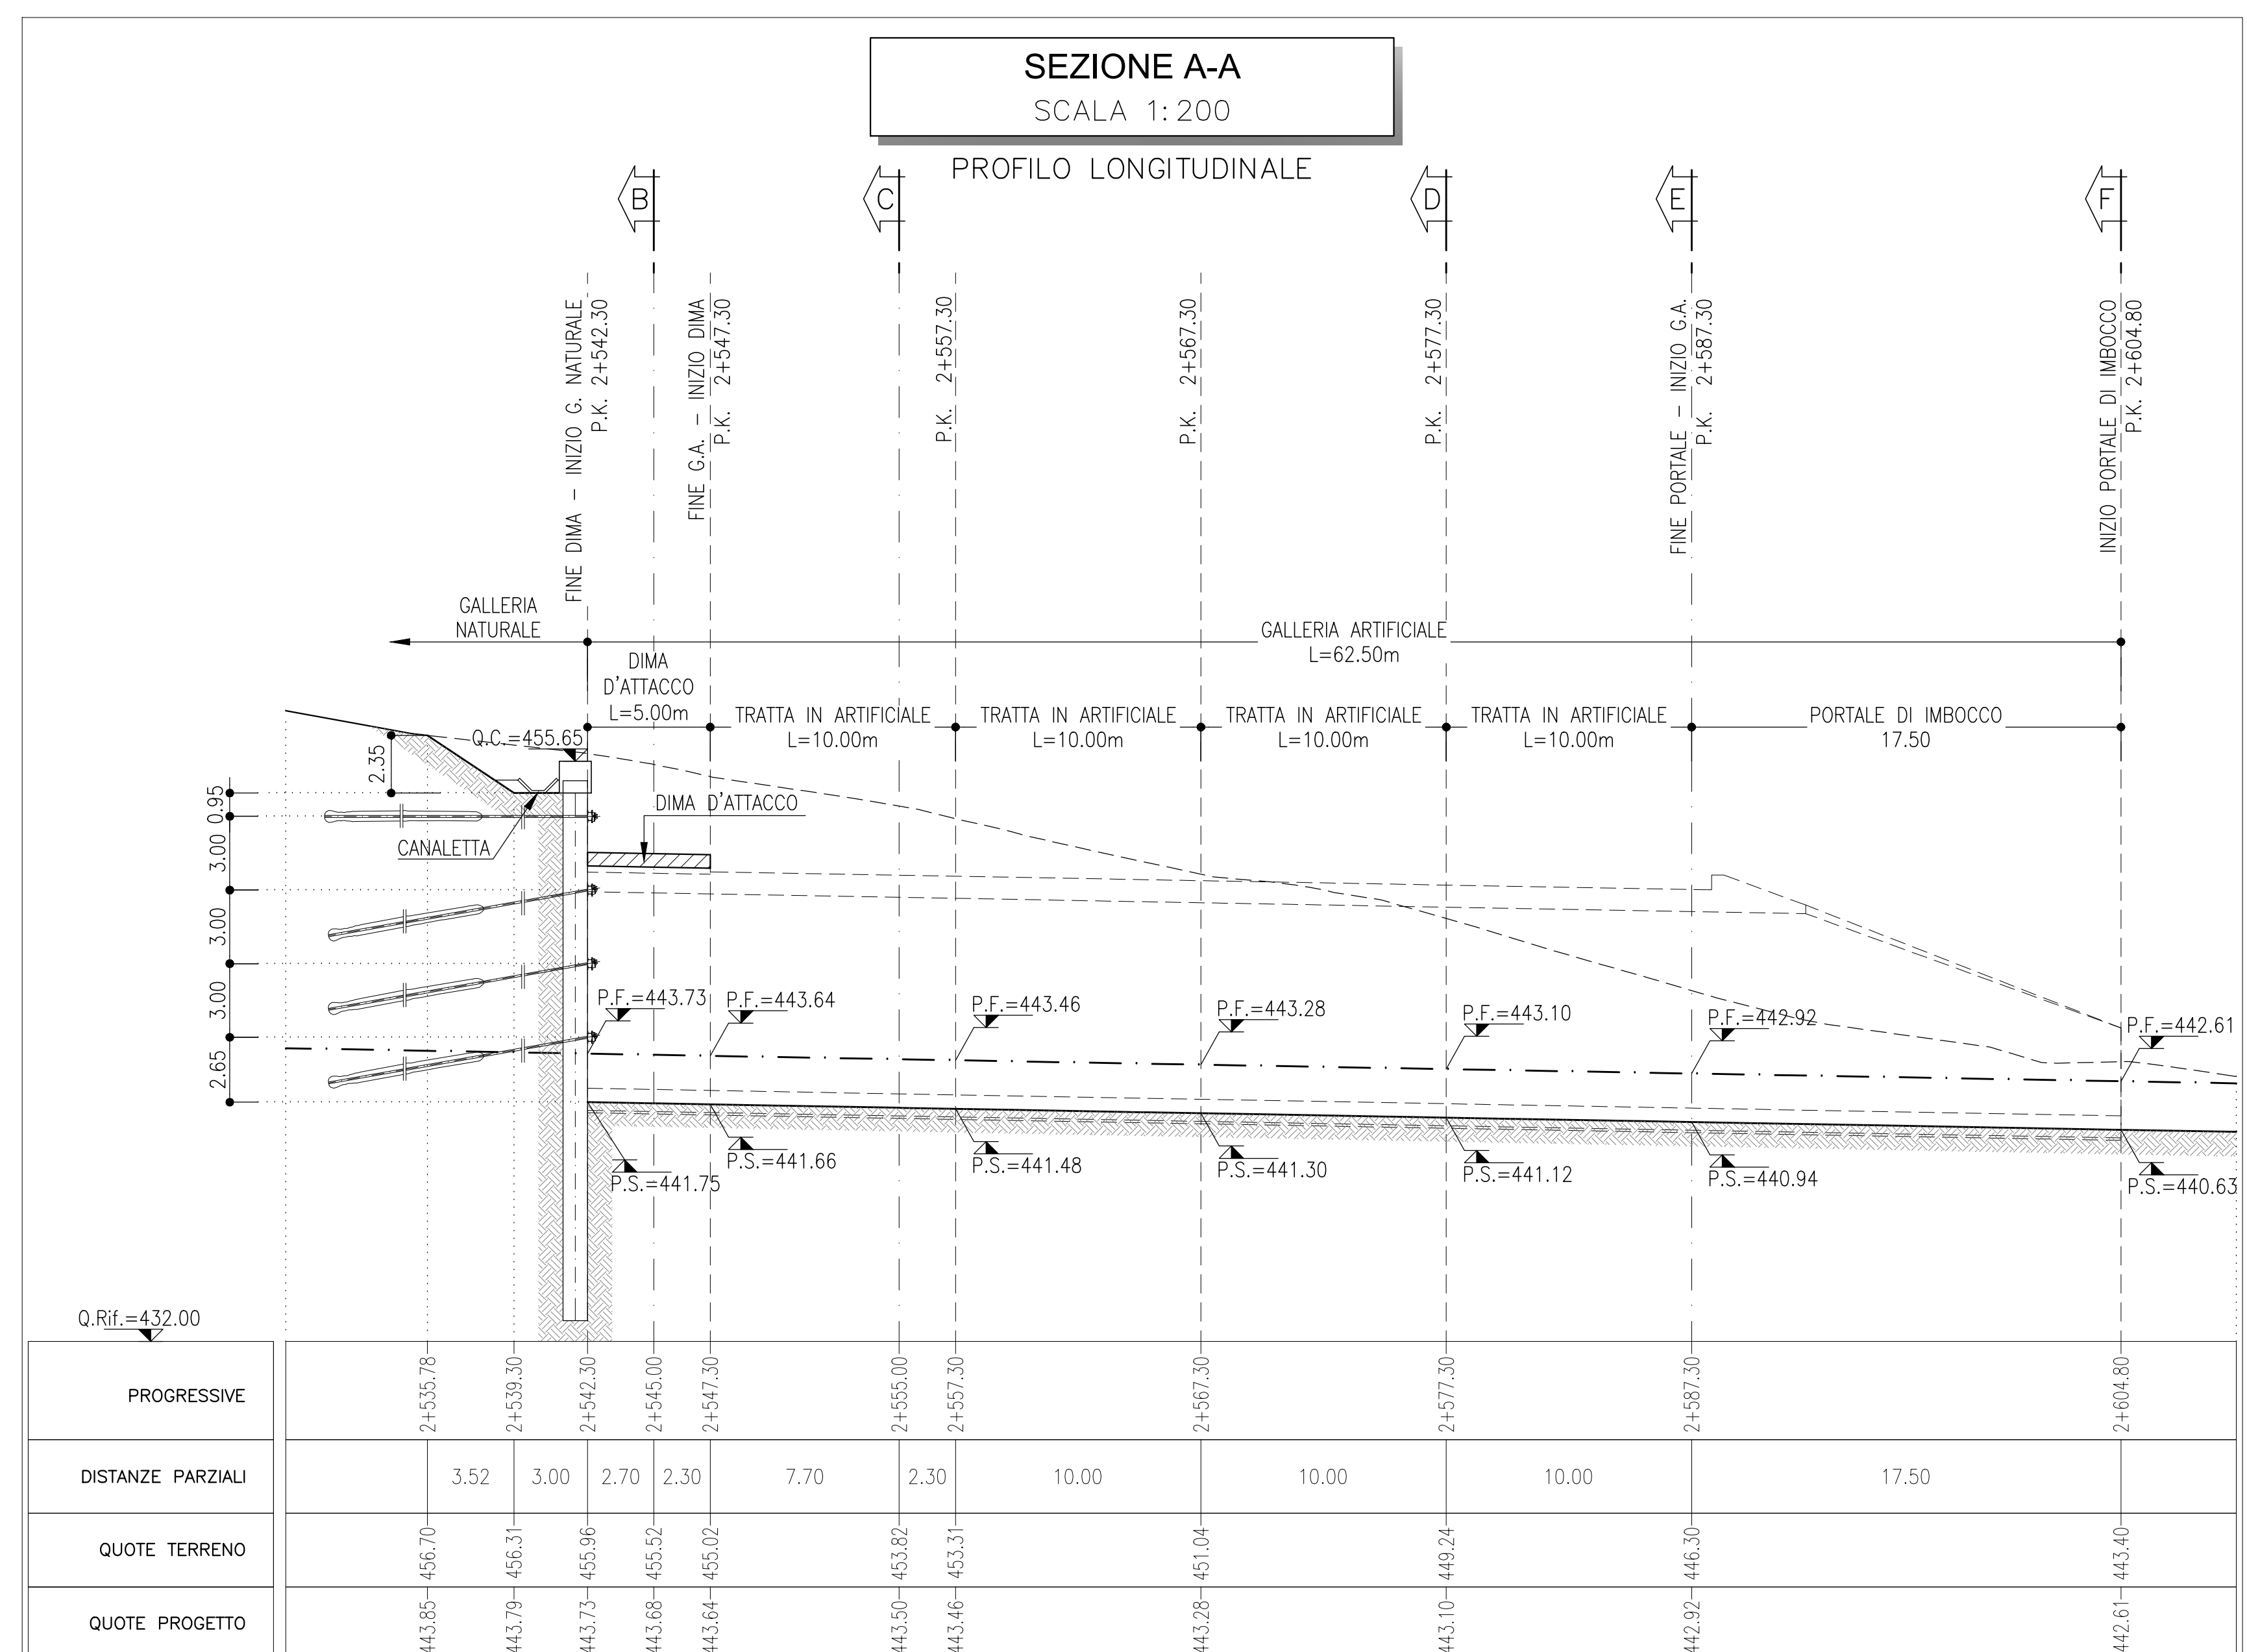 SEZIONE A-A
SCALA 1:200
PROFILO LONGITUDINALE
B
C
D
E
F
FINE DIMA - INIZIO G. NATURALE
P.K. 2+542.30
FINE G.A. - INIZIO DIMA
P.K. 2+547.30
P.K. 2+557.30
P.K. 2+567.30
P.K. 2+577.30
FINE PORTALE - INIZIO G.A.
P.K. 2+587.30
INIZIO PORTALE DI IMBOCCO
P.K. 2+604.80
GALLERIA
NATURALE
GALLERIA ARTIFICIALE
L=62.50m
DIMA
D'ATTACCO
L=5.00m
TRATTA IN ARTIFICIALE
L=10.00m
TRATTA IN ARTIFICIALE
L=10.00m
TRATTA IN ARTIFICIALE
L=10.00m
TRATTA IN ARTIFICIALE
L=10.00m
PORTALE DI IMBOCCO
17.50
Q.C.=455.65
2.35
0.95
3.00
3.00
3.00
2.65
DIMA D'ATTACCO
CANALETTA
P.F.=443.73
P.F.=443.64
P.F.=443.46
P.F.=443.28
P.F.=443.10
P.F.=442.92
P.F.=442.61
P.S.=441.75
P.S.=441.66
P.S.=441.48
P.S.=441.30
P.S.=441.12
P.S.=440.94
P.S.=440.63
Q.Rif.=432.00
PROGRESSIVE 2+535.78 2+539.30 2+542.30 2+545.00 2+547.30 2+555.00 2+557.30 2+567.30 2+577.30 2+587.30 2+604.80
DISTANZE PARZIALI 3.52 3.00 2.70 2.30 7.70 2.30 10.00 10.00 10.00 17.50
QUOTE TERRENO 456.70 456.31 455.96 455.52 455.02 453.82 453.31 451.04 449.24 446.30 443.40
QUOTE PROGETTO 443.85 443.79 443.73 443.68 443.64 443.50 443.46 443.28 443.10 442.92 442.61